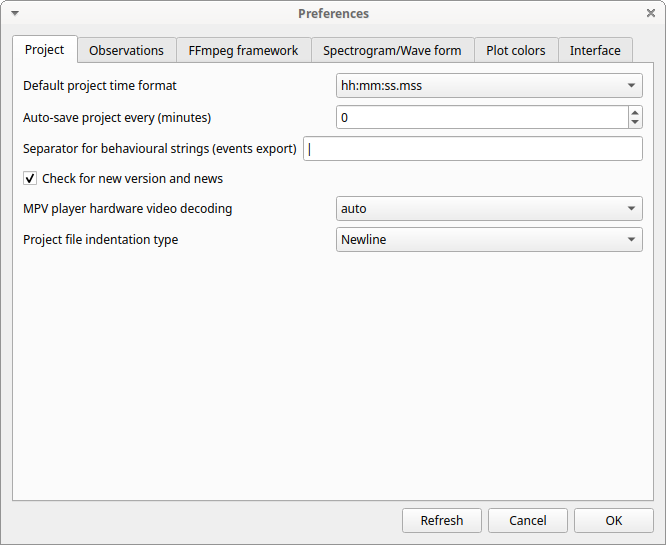 Preferences
Project Observations FFmpeg framework Spectrogram/Wave form Plot colors Interface
Default project time format hh:mm:ss.mss
Auto-save project every (minutes) 0
Separator for behavioural strings (events export) |
Check for new version and news
MPV player hardware video decoding auto
Project file indentation type Newline
Refresh Cancel OK